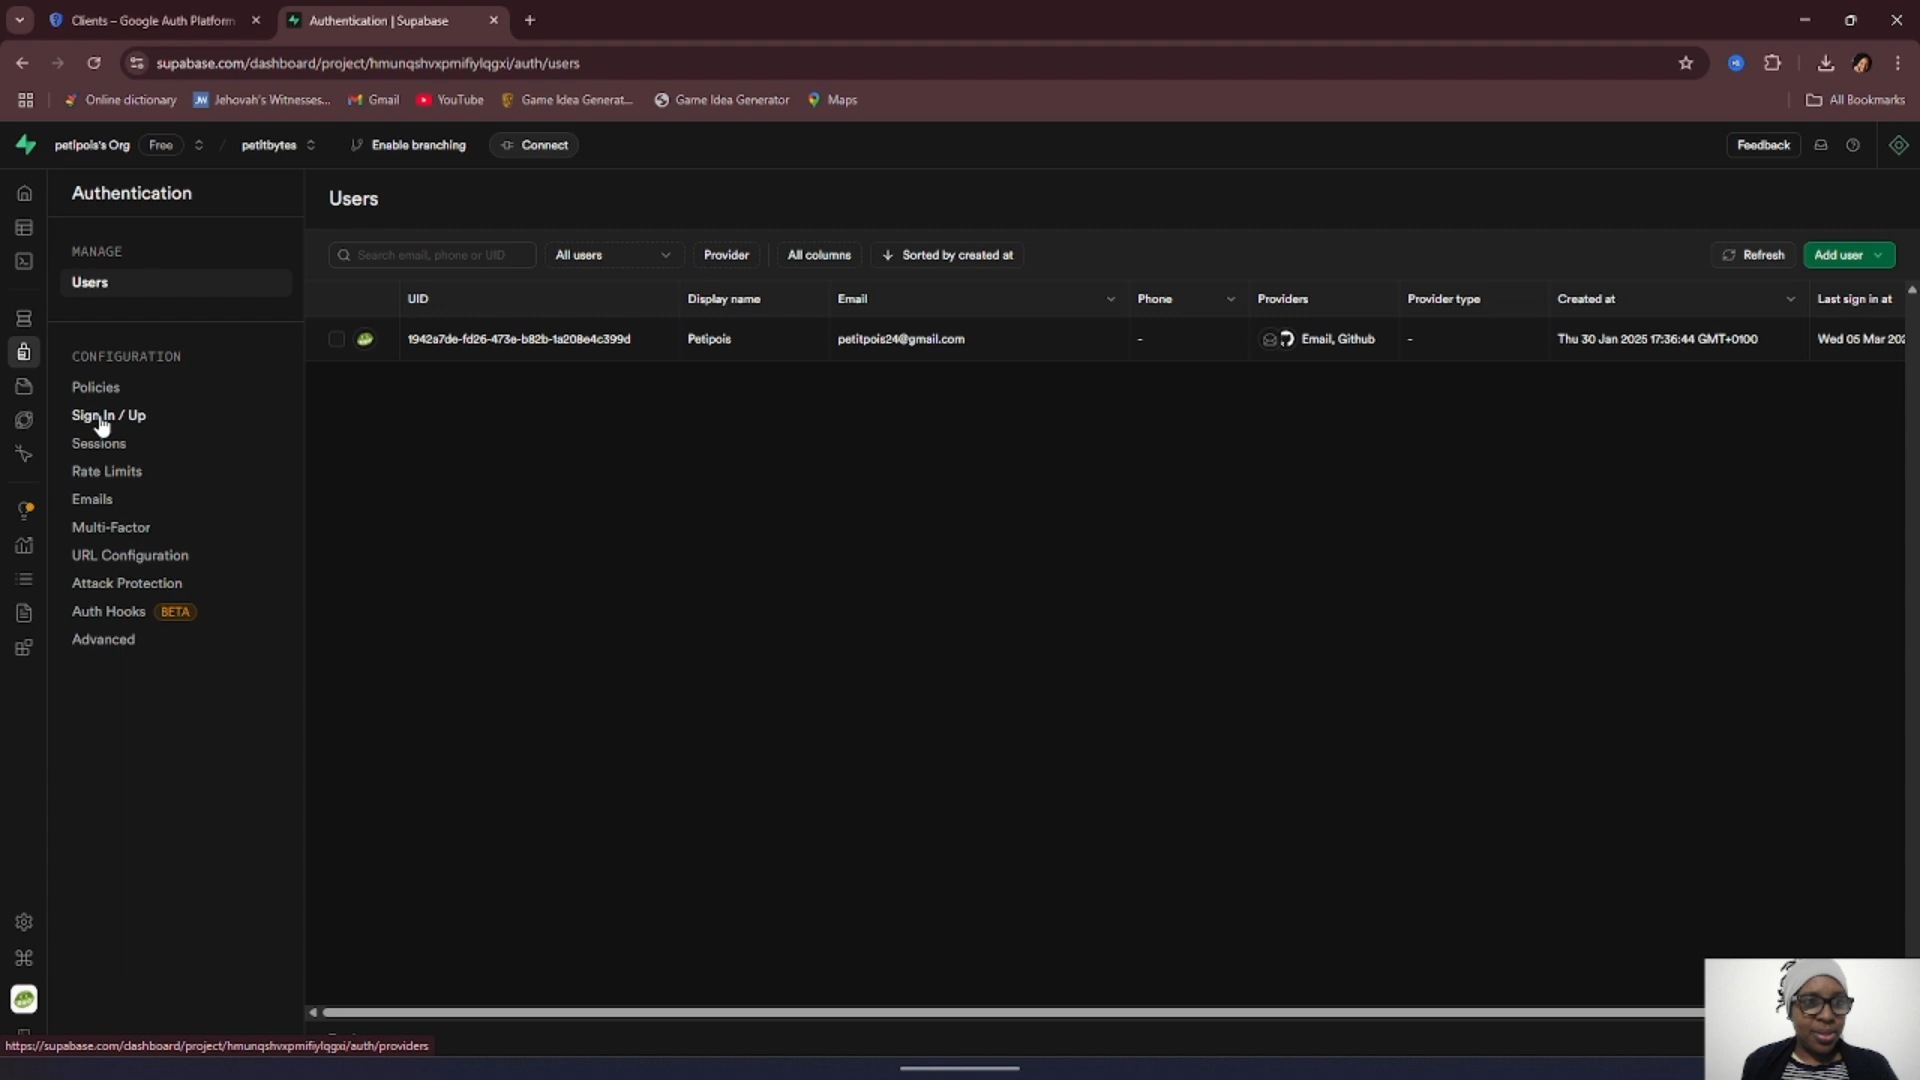 Clients – Google Auth Platform
Authentication | Supabase
supabase.com/dashboard/project/hmunqshvxpmifiylqgxi/auth/users
Online dictionary
Jehovah's Witnesses...
Gmail
YouTube
Game Idea Generat...
Game Idea Generator
Maps
All Bookmarks
petipois's Org
Free
/
petitbytes
Enable branching
Connect
Feedback
Authentication
MANAGE
Users
CONFIGURATION
Policies
Sign In / Up
Sessions
Rate Limits
Emails
Multi-Factor
URL Configuration
Attack Protection
Auth Hooks BETA
Advanced
Users
Search email, phone or UID
All users
Provider
All columns
Sorted by created at
Refresh
Add user
UID Display name Email Phone Providers Provider type Created at Last sign in at
1942a7de-fd26-473e-b82b-1a208e4c399d Petipois petitpois24@gmail.com - Email, Github - Thu 30 Jan 2025 17:36:44 GMT+0100 Wed 05 Mar 202
https://supabase.com/dashboard/project/hmunqshvxpmifiylqgxi/auth/providers